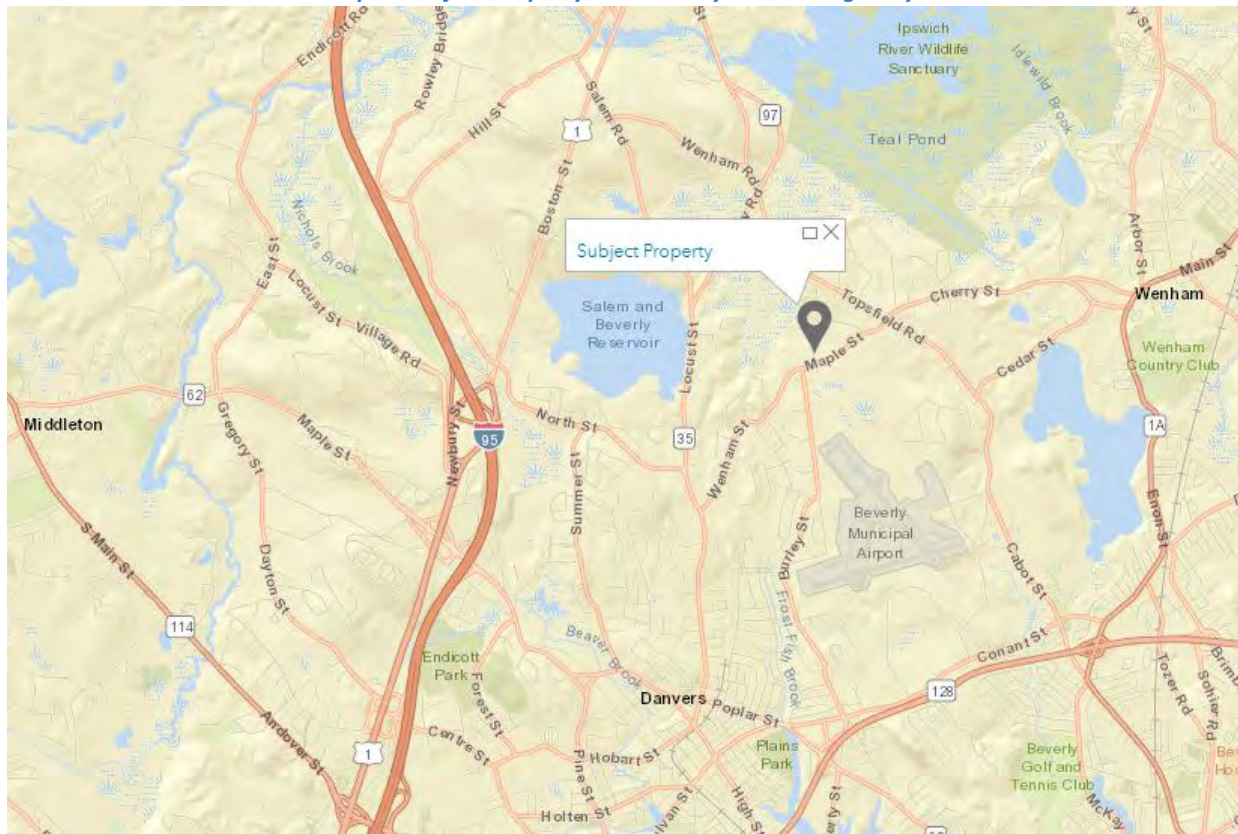 Endicott Rd
Rowley Brid
Hill St
Salem Rd
1
Boston St
97
Wenham Rd
Ipswich
River Wildlife
Sanctuary
Idlewild Brook
Teal Pond
Nichols Brook
Subject Property
East St
Locust St
Village Rd
Salem and
Beverly
Reservoir
Locust St
Topsfield Rd
Cherry St
Arbor St
Main St
Wenham
Maple St
Cedar St
Wenham
Country Club
62
Middleton
Gregory St
Maple St
Newbury St
95
North St
35
Wenham St
1A
Summer St
Beverly
Municipal
Airport
Enon St
S Main St
Dayton St
Burley St
Frost Fish Brook
Cabot St
114
Beaver Brook
Endicott
Park
Forest St
Conant St
Tozer Rd
Sohier Rd
Brimb
128
Danvers
Poplar St
Andover St
1
Centre St
Pine St
Hobart St
Plains
Park
Beverly
Golf and
Tennis Club
McKay
Holten St
High St